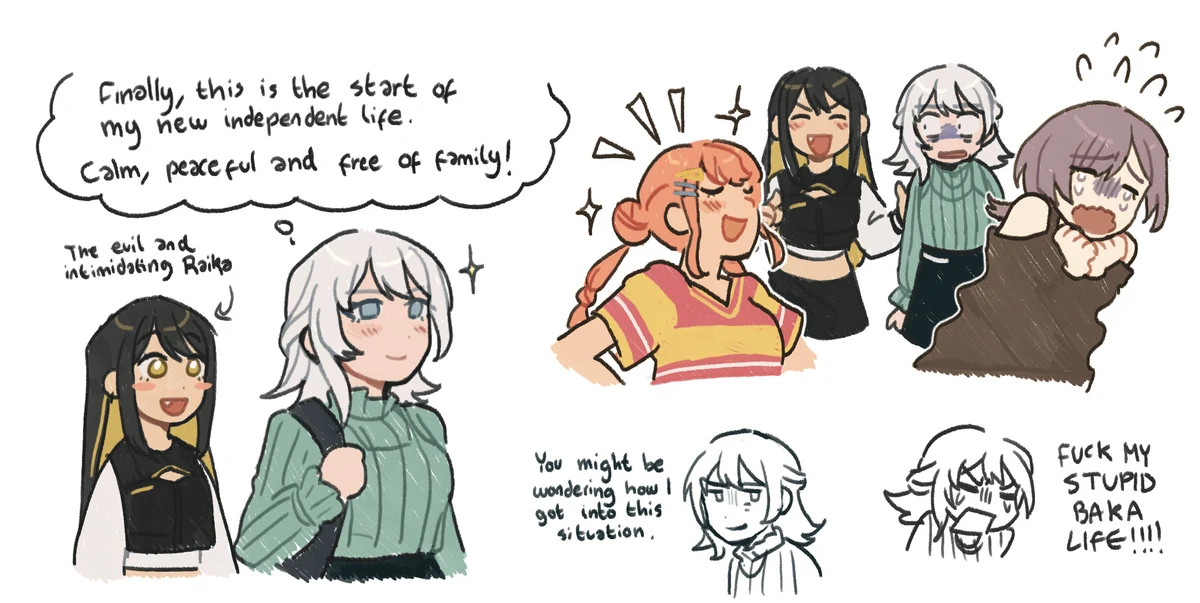 Finally, this is the start of
my new independent life.
Calm, peaceful and free of family!
The evil and
intimidating Raika
You might be
wondering how I
got into this
situation.
FUCK MY
STUPID
BAKA
LIFE!!!!